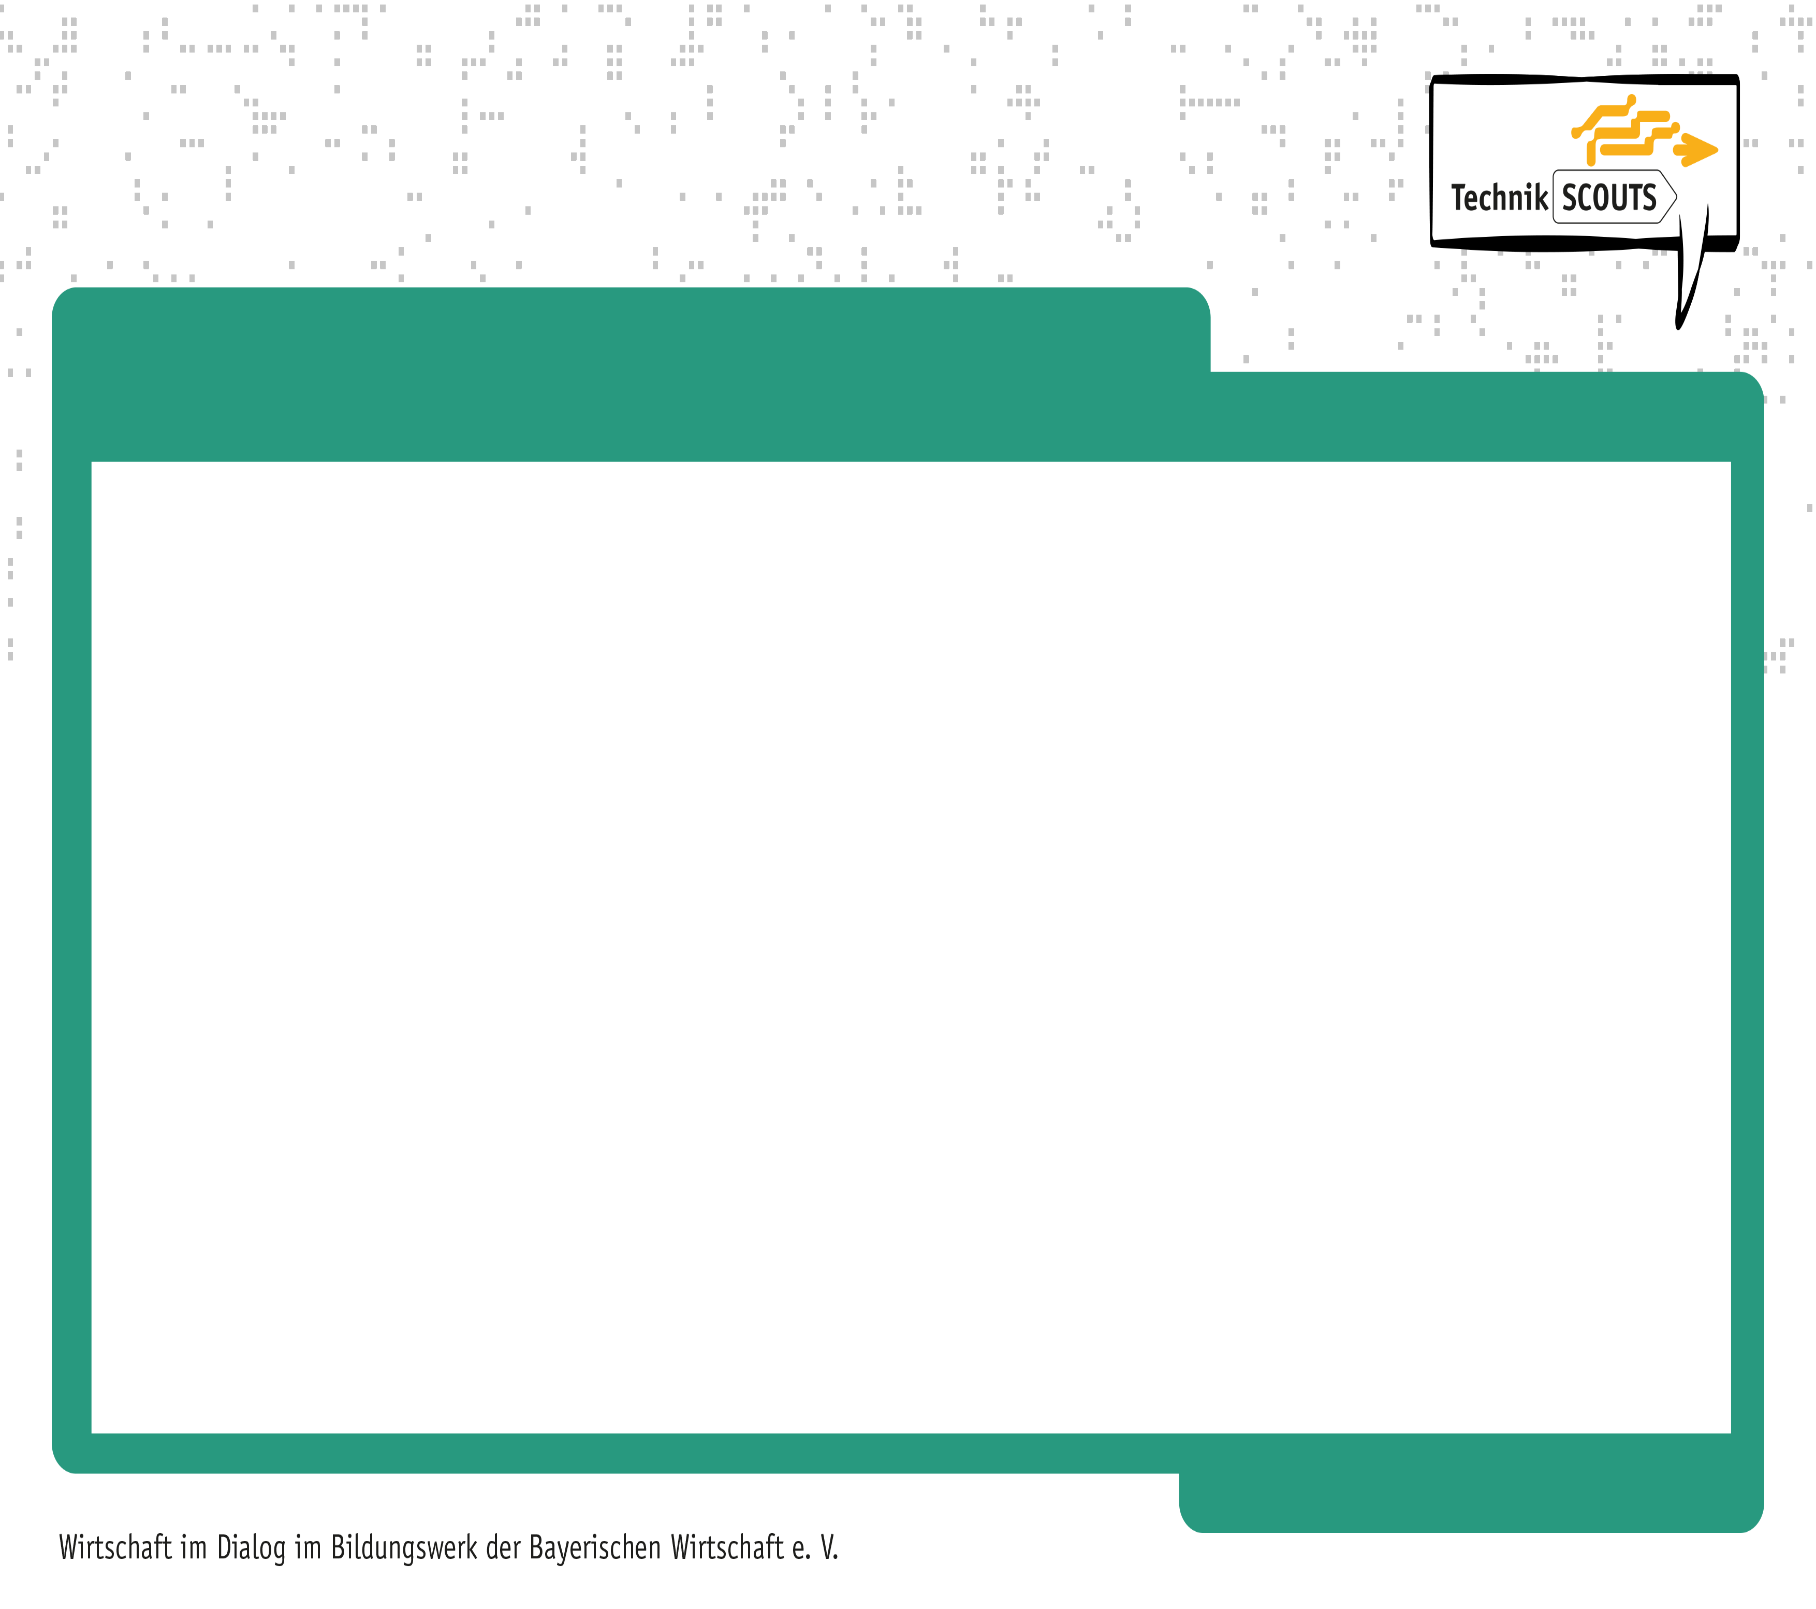 Technik SCOUTS
Wirtschaft im Dialog im Bildungswerk der Bayerischen Wirtschaft e. V.